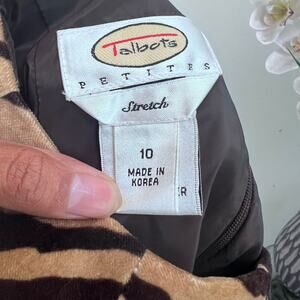 Talbots
PETITES
Stretch
10
MADE IN
KOREA
R